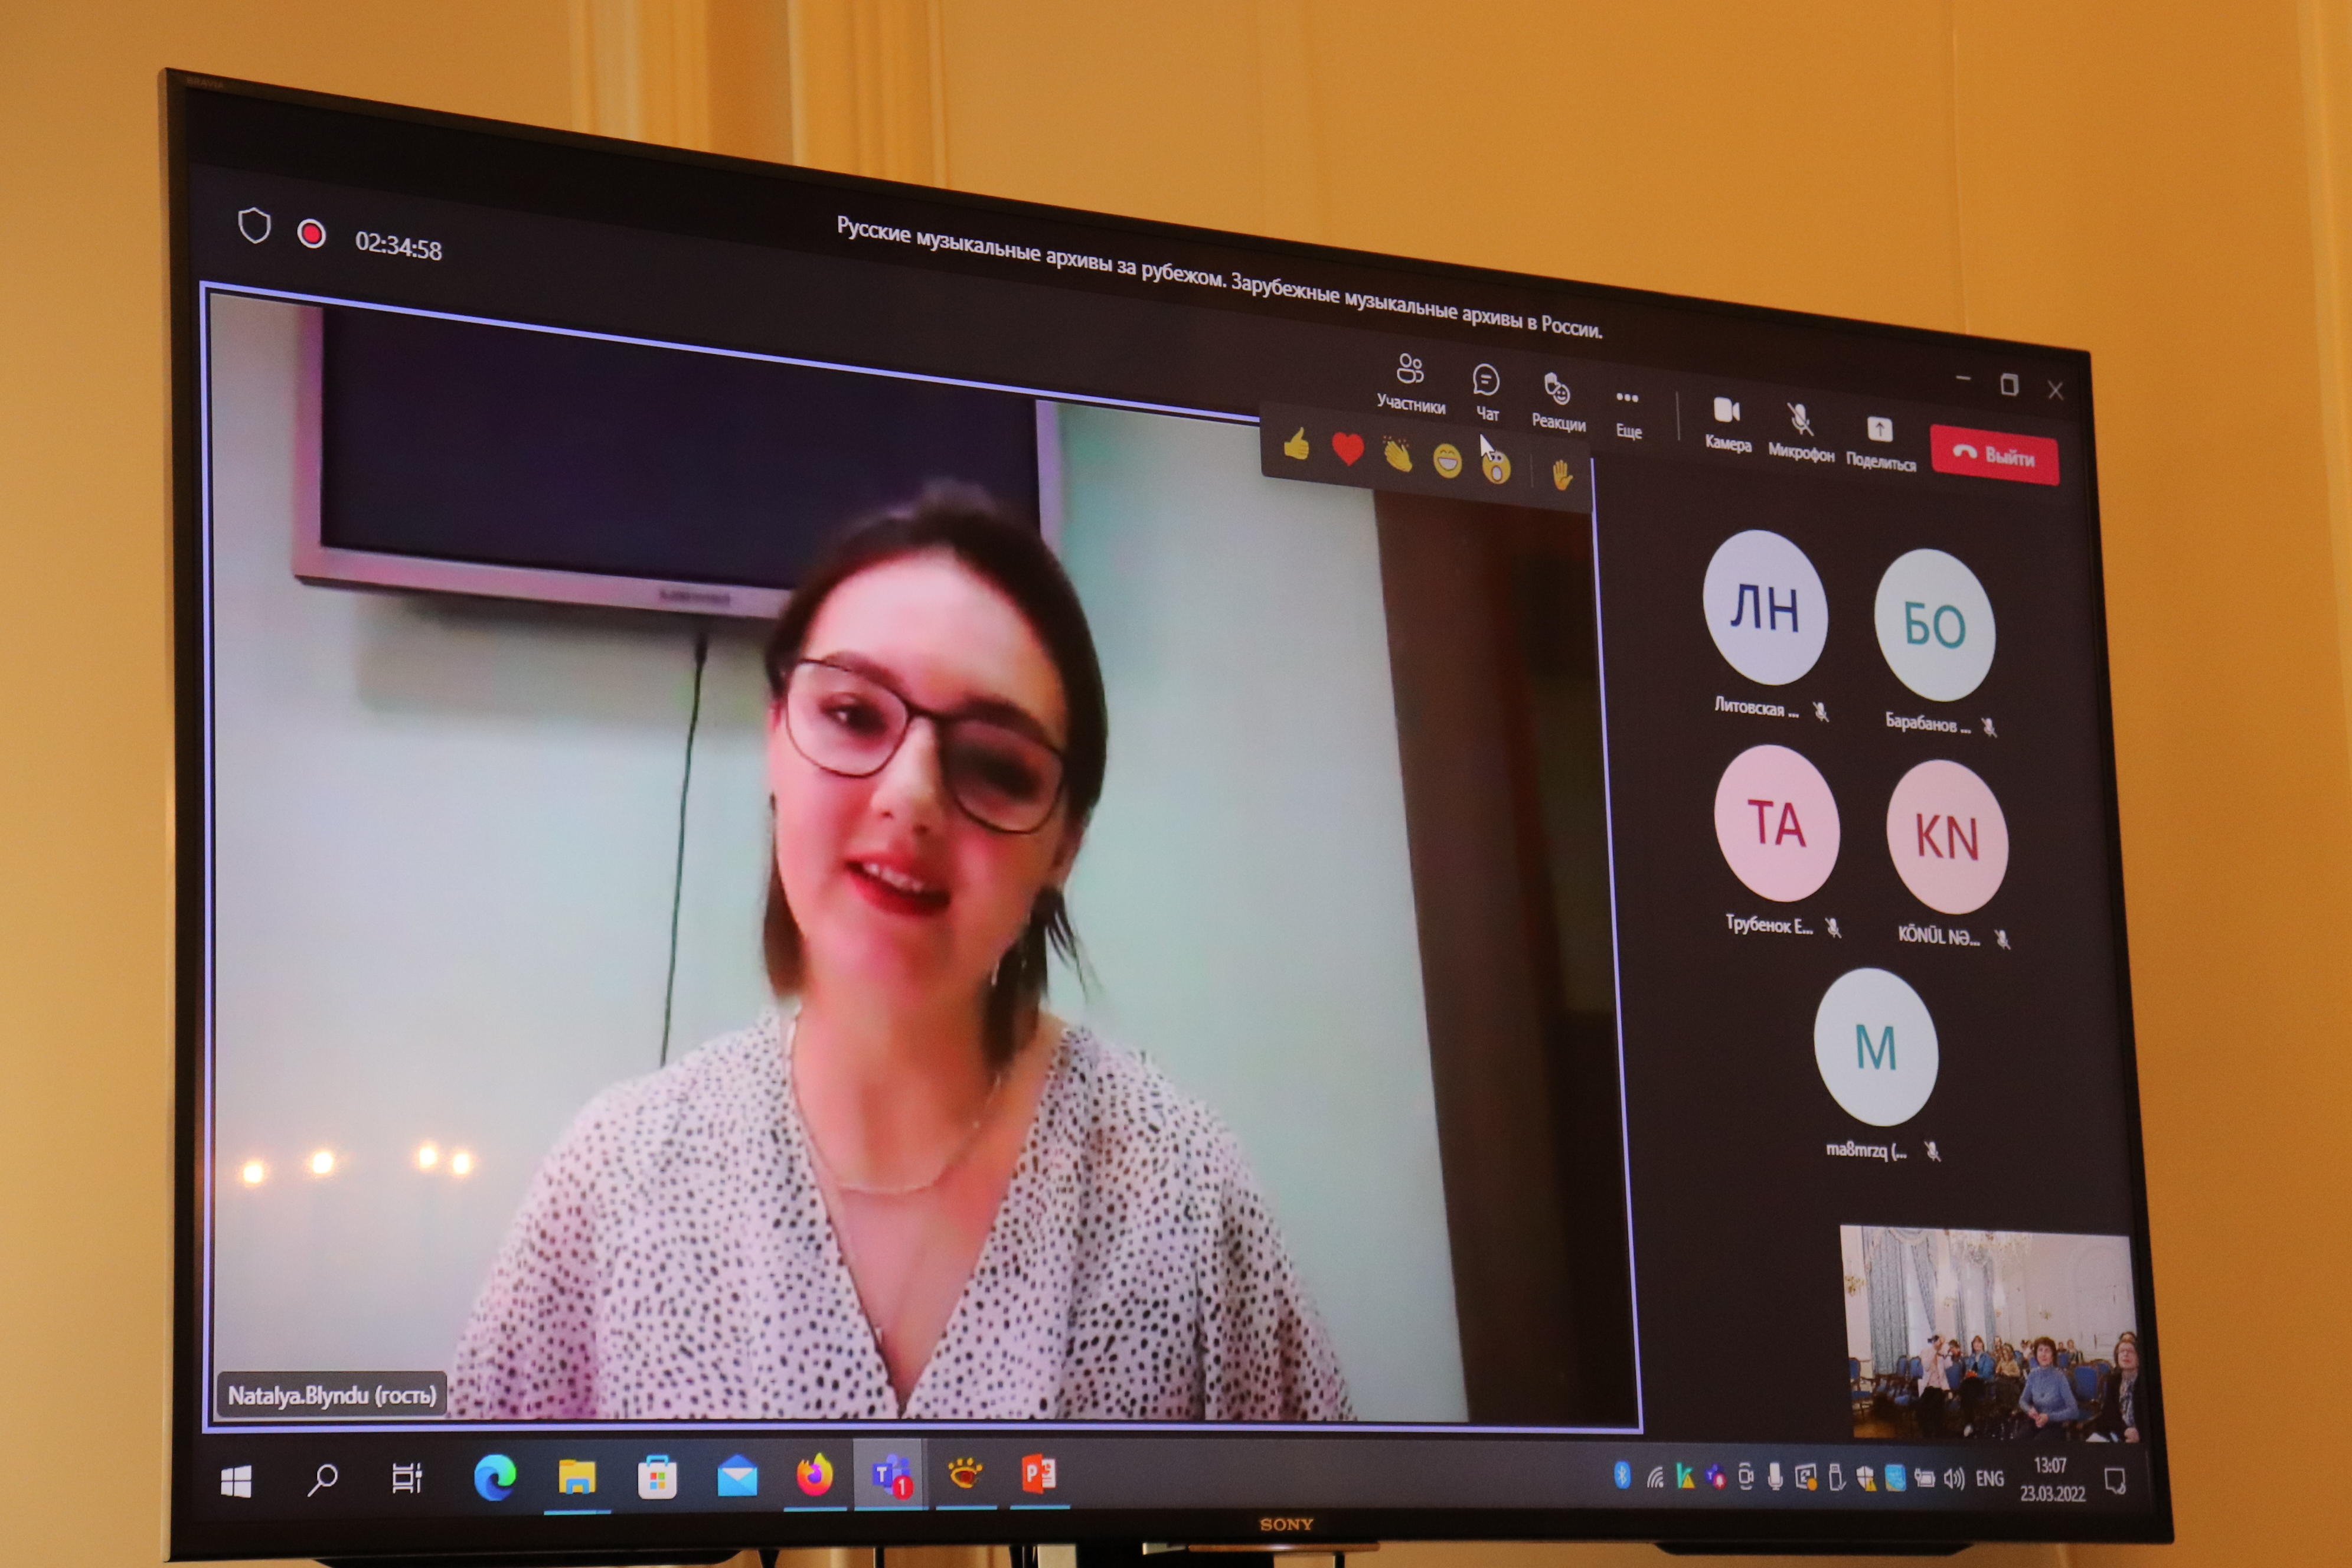 BRAVIA
02:34:58
Русские музыкальные архивы за рубежом. Зарубежные музыкальные архивы в России.
Участники
Чат
Реакции
Еще
Камера
Микрофон
Поделиться
Выйти
ЛН
БО
Литовская ...
Барабанов ...
ТА
KN
Трубенок Е...
KÖNÜL NƏ...
M
ma8mrzq (...
Natalya.Blyndu (гость)
T
1
P
ENG
13:07
23.03.2022
SONY